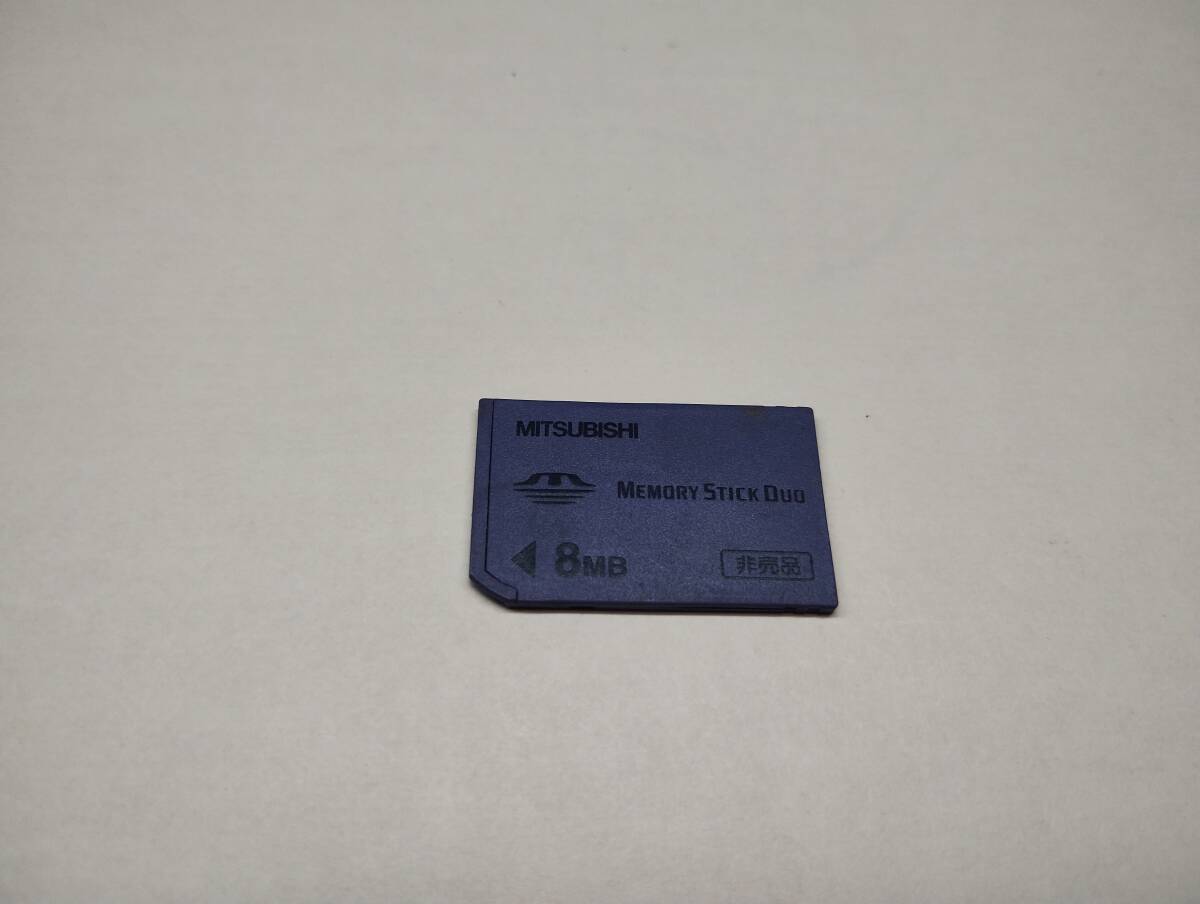 MITSUBISHI
MEMORY STICK DUO
8MB
非売品